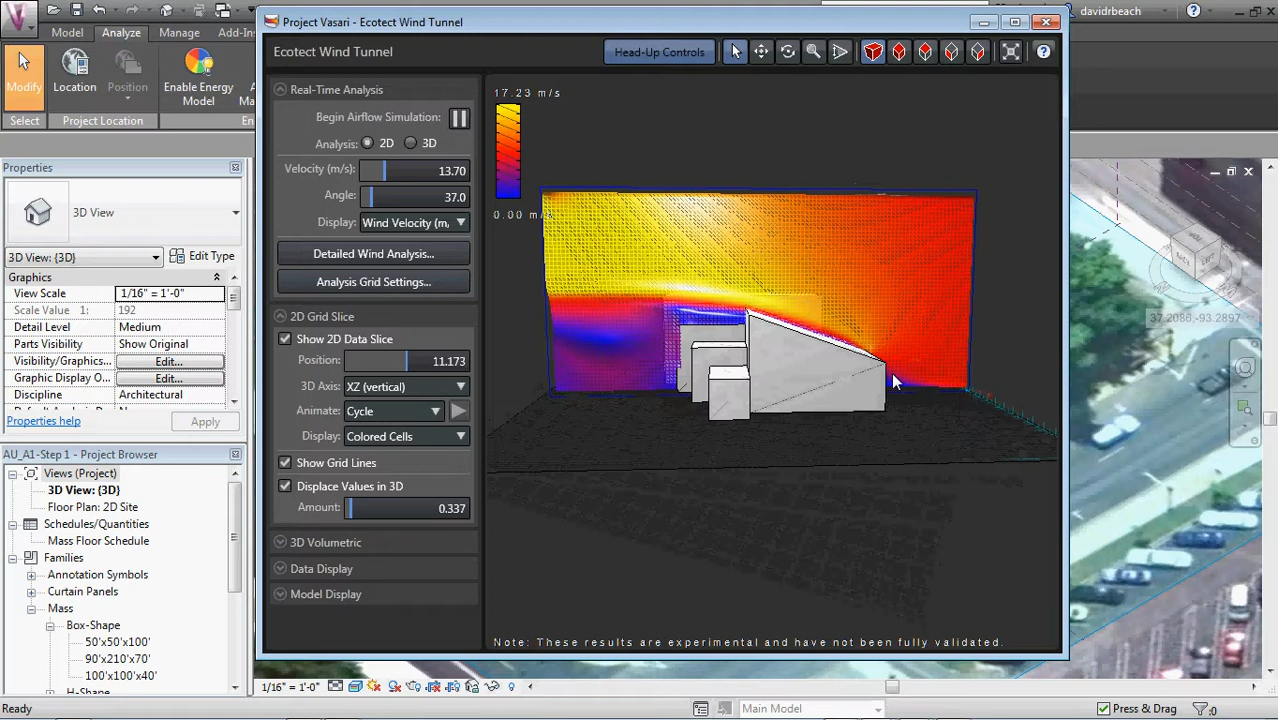 davidrbeach
Model
Analyze
Manage
Add-In
Modify
Location
Position
Enable Energy
Model
Select
Project Location
Project Vasari - Ecotect Wind Tunnel
Ecotect Wind Tunnel
Head-Up Controls
Real-Time Analysis
Begin Airflow Simulation:
Analysis: 2D 3D
Velocity (m/s): 13.70
Angle: 37.0
Display: Wind Velocity (m,
Detailed Wind Analysis...
Analysis Grid Settings...
2D Grid Slice
Show 2D Data Slice
Position: 11.173
3D Axis: XZ (vertical)
Animate: Cycle
Display: Colored Cells
Show Grid Lines
Displace Values in 3D
Amount: 0.337
3D Volumetric
Data Display
Model Display
17.23 m/s
0.00 m/s
Note: These results are experimental and have not been fully validated.
37.2086,-93.2897
Properties
3D View
3D View: {3D}
Edit Type
Graphics
View Scale 1/16" = 1'-0"
Scale Value 1: 192
Detail Level Medium
Parts Visibility Show Original
Visibility/Graphics... Edit...
Graphic Display O... Edit...
Discipline Architectural
Properties help
Apply
AU_A1-Step 1 - Project Browser
Views (Project)
3D View: {3D}
Floor Plan: 2D Site
Schedules/Quantities
Mass Floor Schedule
Families
Annotation Symbols
Curtain Panels
Mass
Box-Shape
50'x50'x100'
90'x210'x70'
100'x100'x40'
H-Shape
1/16" = 1'-0"
Ready
Main Model
Press & Drag
:0